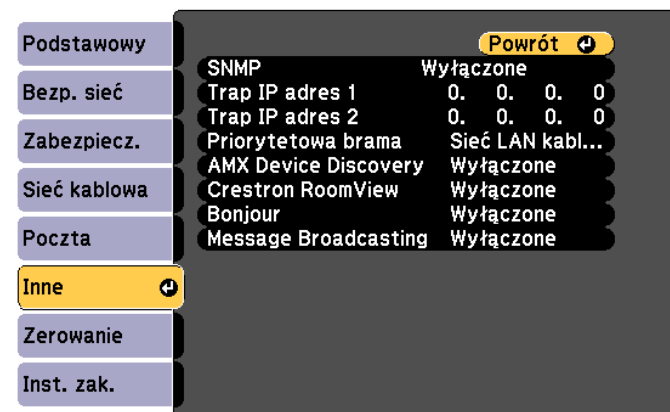 Podstawowy
Bezp. sieć
Zabezpiecz.
Sieć kablowa
Poczta
Inne
Zerowanie
Inst. zak.
Powrót
SNMP Wyłączone
Trap IP adres 1 0. 0. 0. 0
Trap IP adres 2 0. 0. 0. 0
Priorytetowa brama Sieć LAN kabl...
AMX Device Discovery Wyłączone
Crestron RoomView Wyłączone
Bonjour Wyłączone
Message Broadcasting Wyłączone